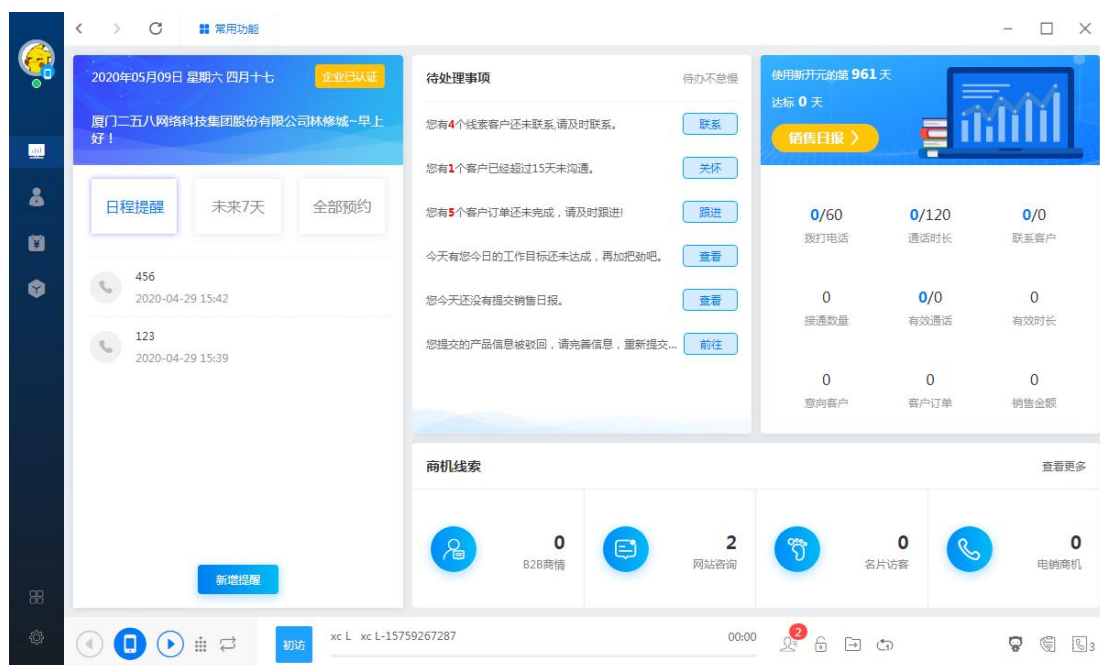 常用功能
2020年05月09日 星期六 四月十七
企业已认证
厦门二五八网络科技集团股份有限公司林修城~早上
好！
日程提醒
未来7天
全部预约
456
2020-04-29 15:42
123
2020-04-29 15:39
新增提醒
待处理事项
待办不怠慢
您有4个线索客户还未联系,请及时联系。
联系
您有1个客户已经超过15天未沟通。
关怀
您有5个客户订单还未完成，请及时跟进!
跟进
今天有您今日的工作目标还未达成，再加把劲吧。
查看
您今天还没有提交销售日报。
查看
您提交的产品信息被驳回，请完善信息，重新提交...
前往
使用新开元的第 961 天
达标 0 天
销售日报
0/60
0/120
0/0
拨打电话
通话时长
联系客户
0
0/0
0
接通数量
有效通话
有效时长
0
0
0
意向客户
客户订单
销售金额
商机线索
查看更多
0
B2B商情
2
网站咨询
0
名片访客
0
电销商机
初访
xc L xc L-15759267287
00:00
2
3